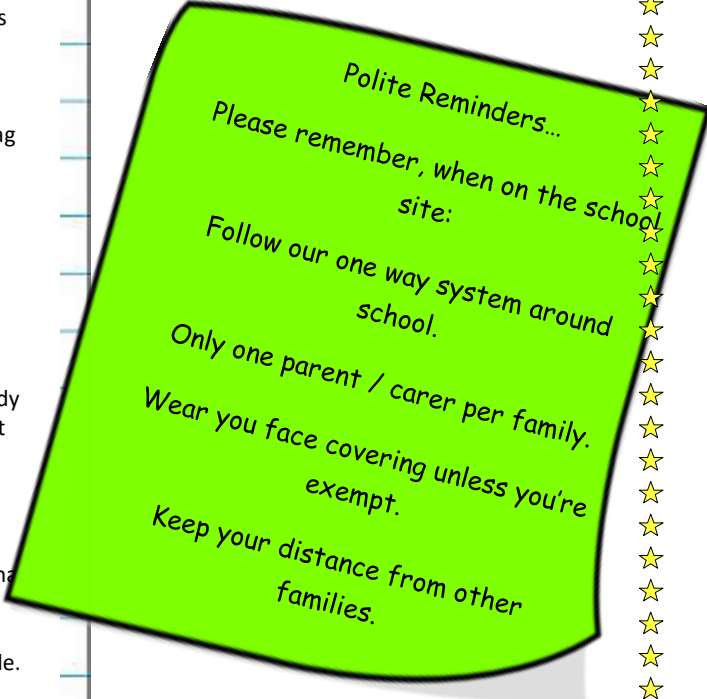 Polite Reminders...
Please remember, when on the school
site:
Follow our one way system around
school.
Only one parent / carer per family.
Wear you face covering unless you're
exempt.
Keep your distance from other
families.